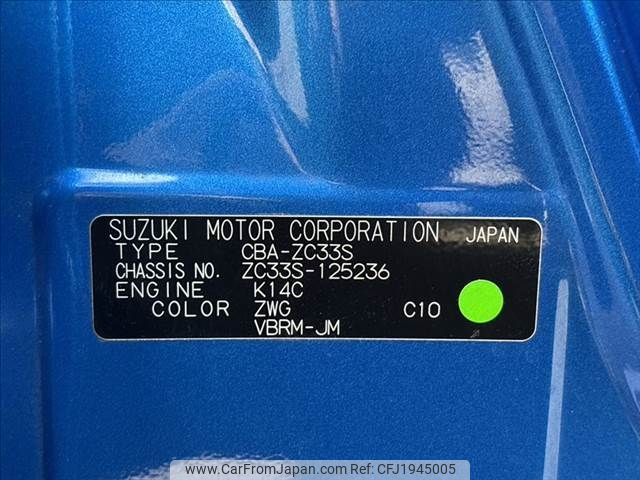 SUZUKI MOTOR CORPORATION JAPAN
TYPE CBA-ZC33S
CHASSIS NO. ZC33S-125236
ENGINE K14C
COLOR ZWG C10
VBRM-JM
www.CarFromJapan.com - CFJ1945005